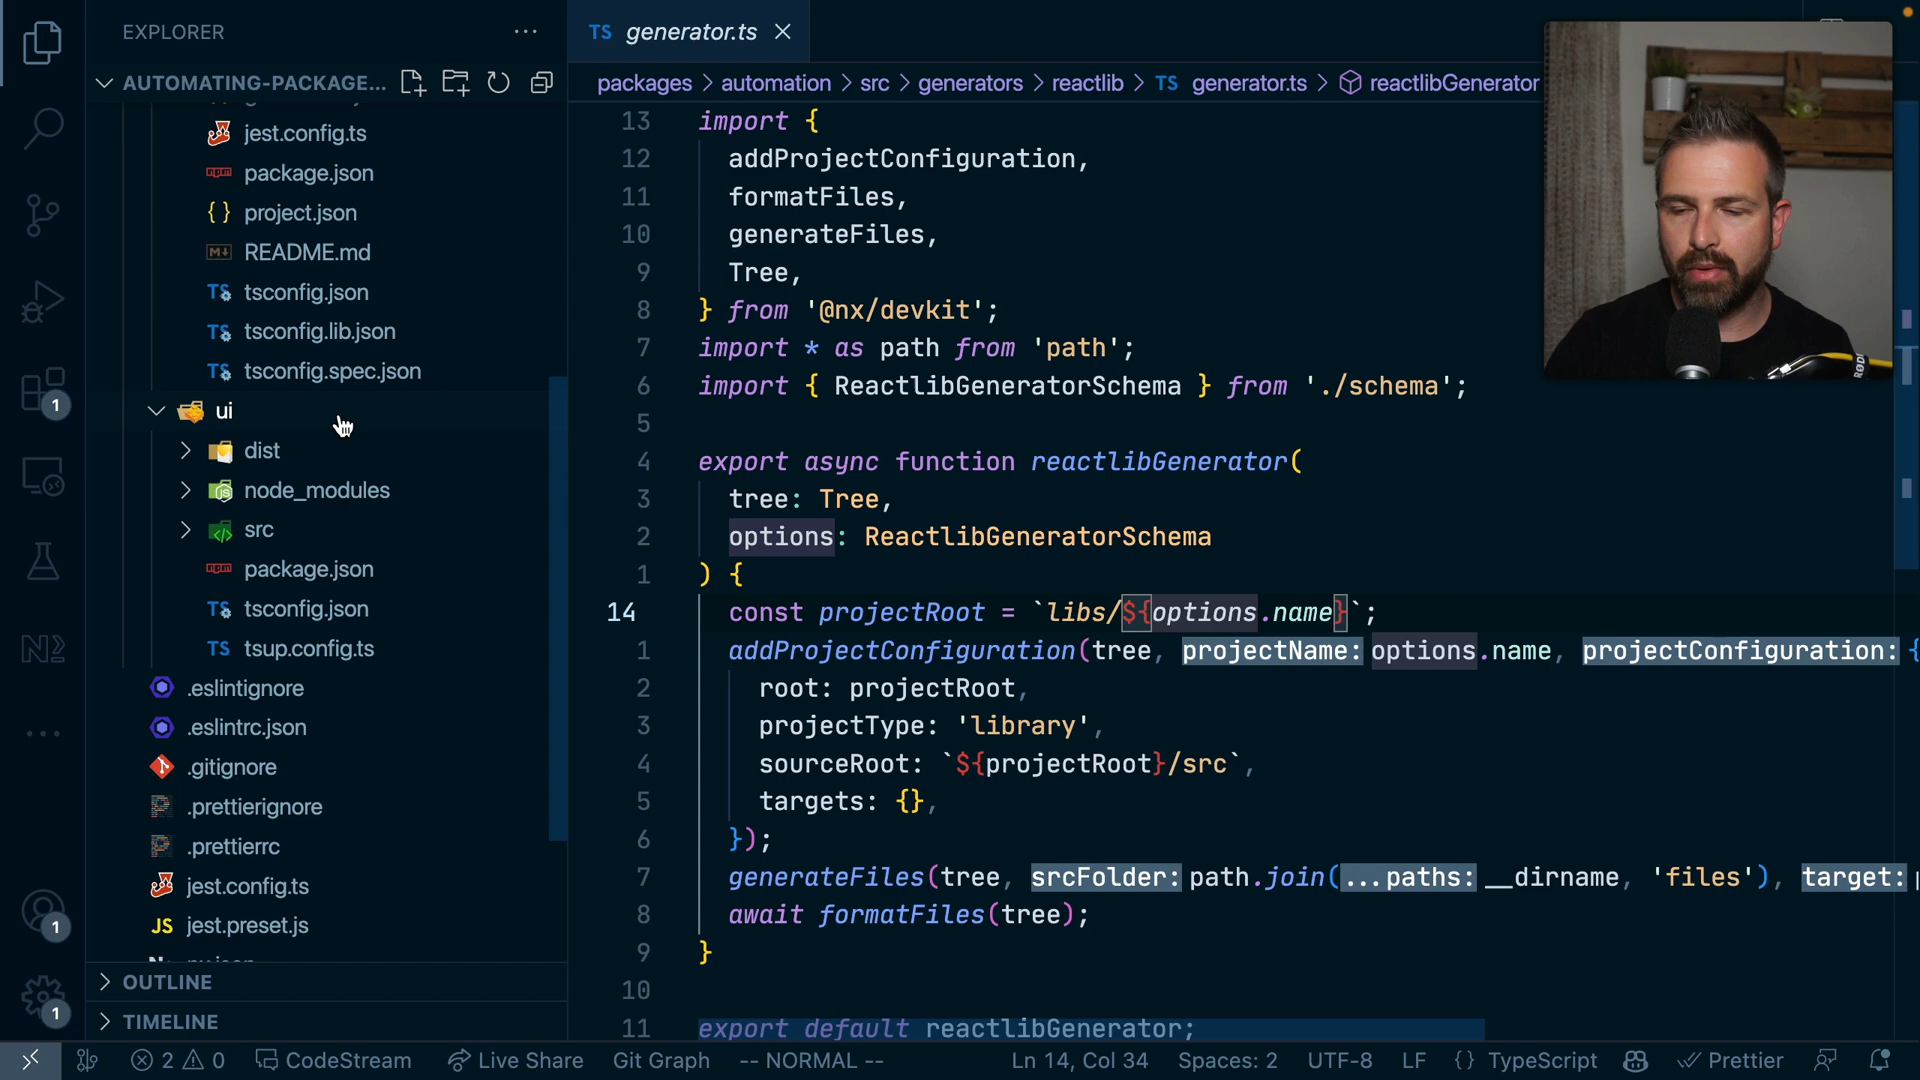 EXPLORER
TS generator.ts
AUTOMATING-PACKAGE...
packages > automation > src > generators > reactlib > TS generator.ts > reactlibGenerator
jest.config.ts
package.json
{} project.json
README.md
TS tsconfig.json
TS tsconfig.lib.json
TS tsconfig.spec.json
ui
dist
node_modules
src
package.json
TS tsconfig.json
TS tsup.config.ts
.eslintignore
.eslintrc.json
.gitignore
.prettierignore
.prettierrc
jest.config.ts
JS jest.preset.js
OUTLINE
TIMELINE
1
1
1
13 import {
12 addProjectConfiguration,
11 formatFiles,
10 generateFiles,
9 Tree,
8 } from '@nx/devkit';
7 import * as path from 'path';
6 import { ReactlibGeneratorSchema } from './schema';
5
4 export async function reactlibGenerator(
3 tree: Tree,
2 options: ReactlibGeneratorSchema
1 ) {
14 const projectRoot = `libs/${options.name}`;
1 addProjectConfiguration(tree, projectName: options.name, projectConfiguration: {
2 root: projectRoot,
3 projectType: 'library',
4 sourceRoot: `${projectRoot}/src`,
5 targets: {},
6 });
7 generateFiles(tree, srcFolder: path.join(...paths: __dirname, 'files'), target:
8 await formatFiles(tree);
9 }
10
11 export default reactlibGenerator;
RØDE
2 0 CodeStream Live Share Git Graph -- NORMAL -- Ln 14, Col 34 Spaces: 2 UTF-8 LF {} TypeScript Prettier